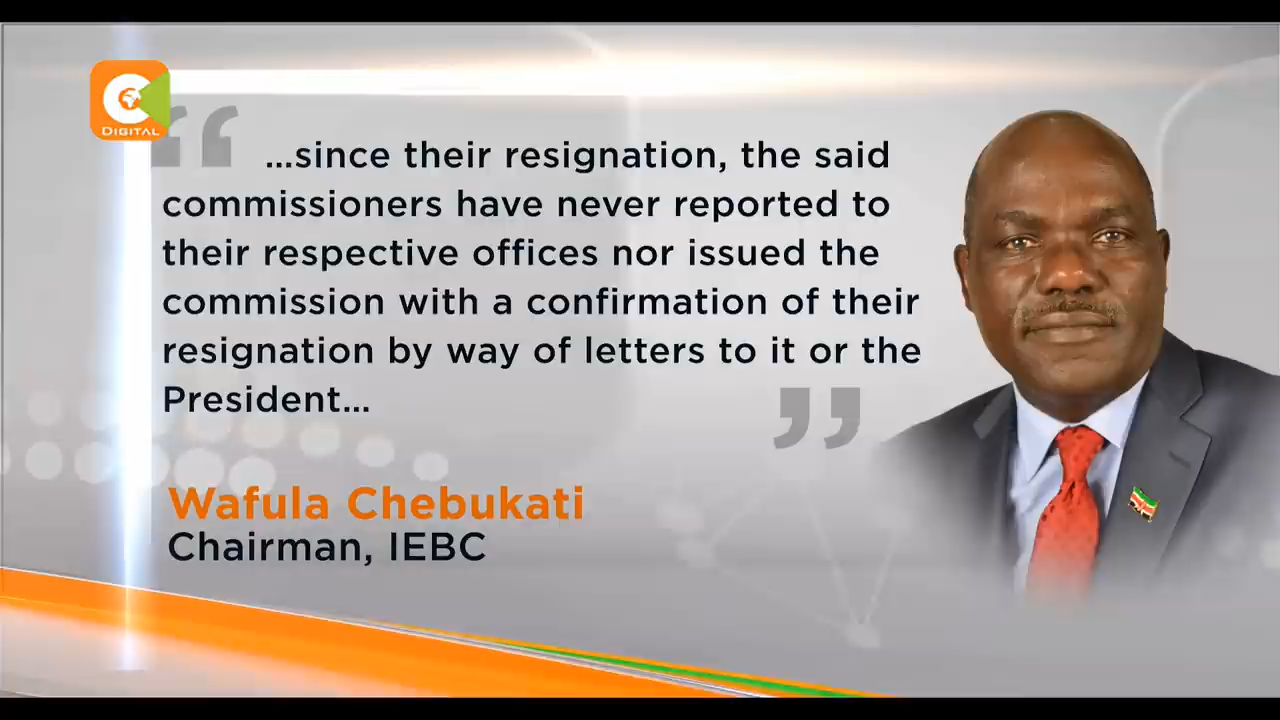 DIGITAL
“ ...since their resignation, the said
commissioners have never reported to
their respective offices nor issued the
commission with a confirmation of their
resignation by way of letters to it or the
President... ”
Wafula Chebukati
Chairman, IEBC